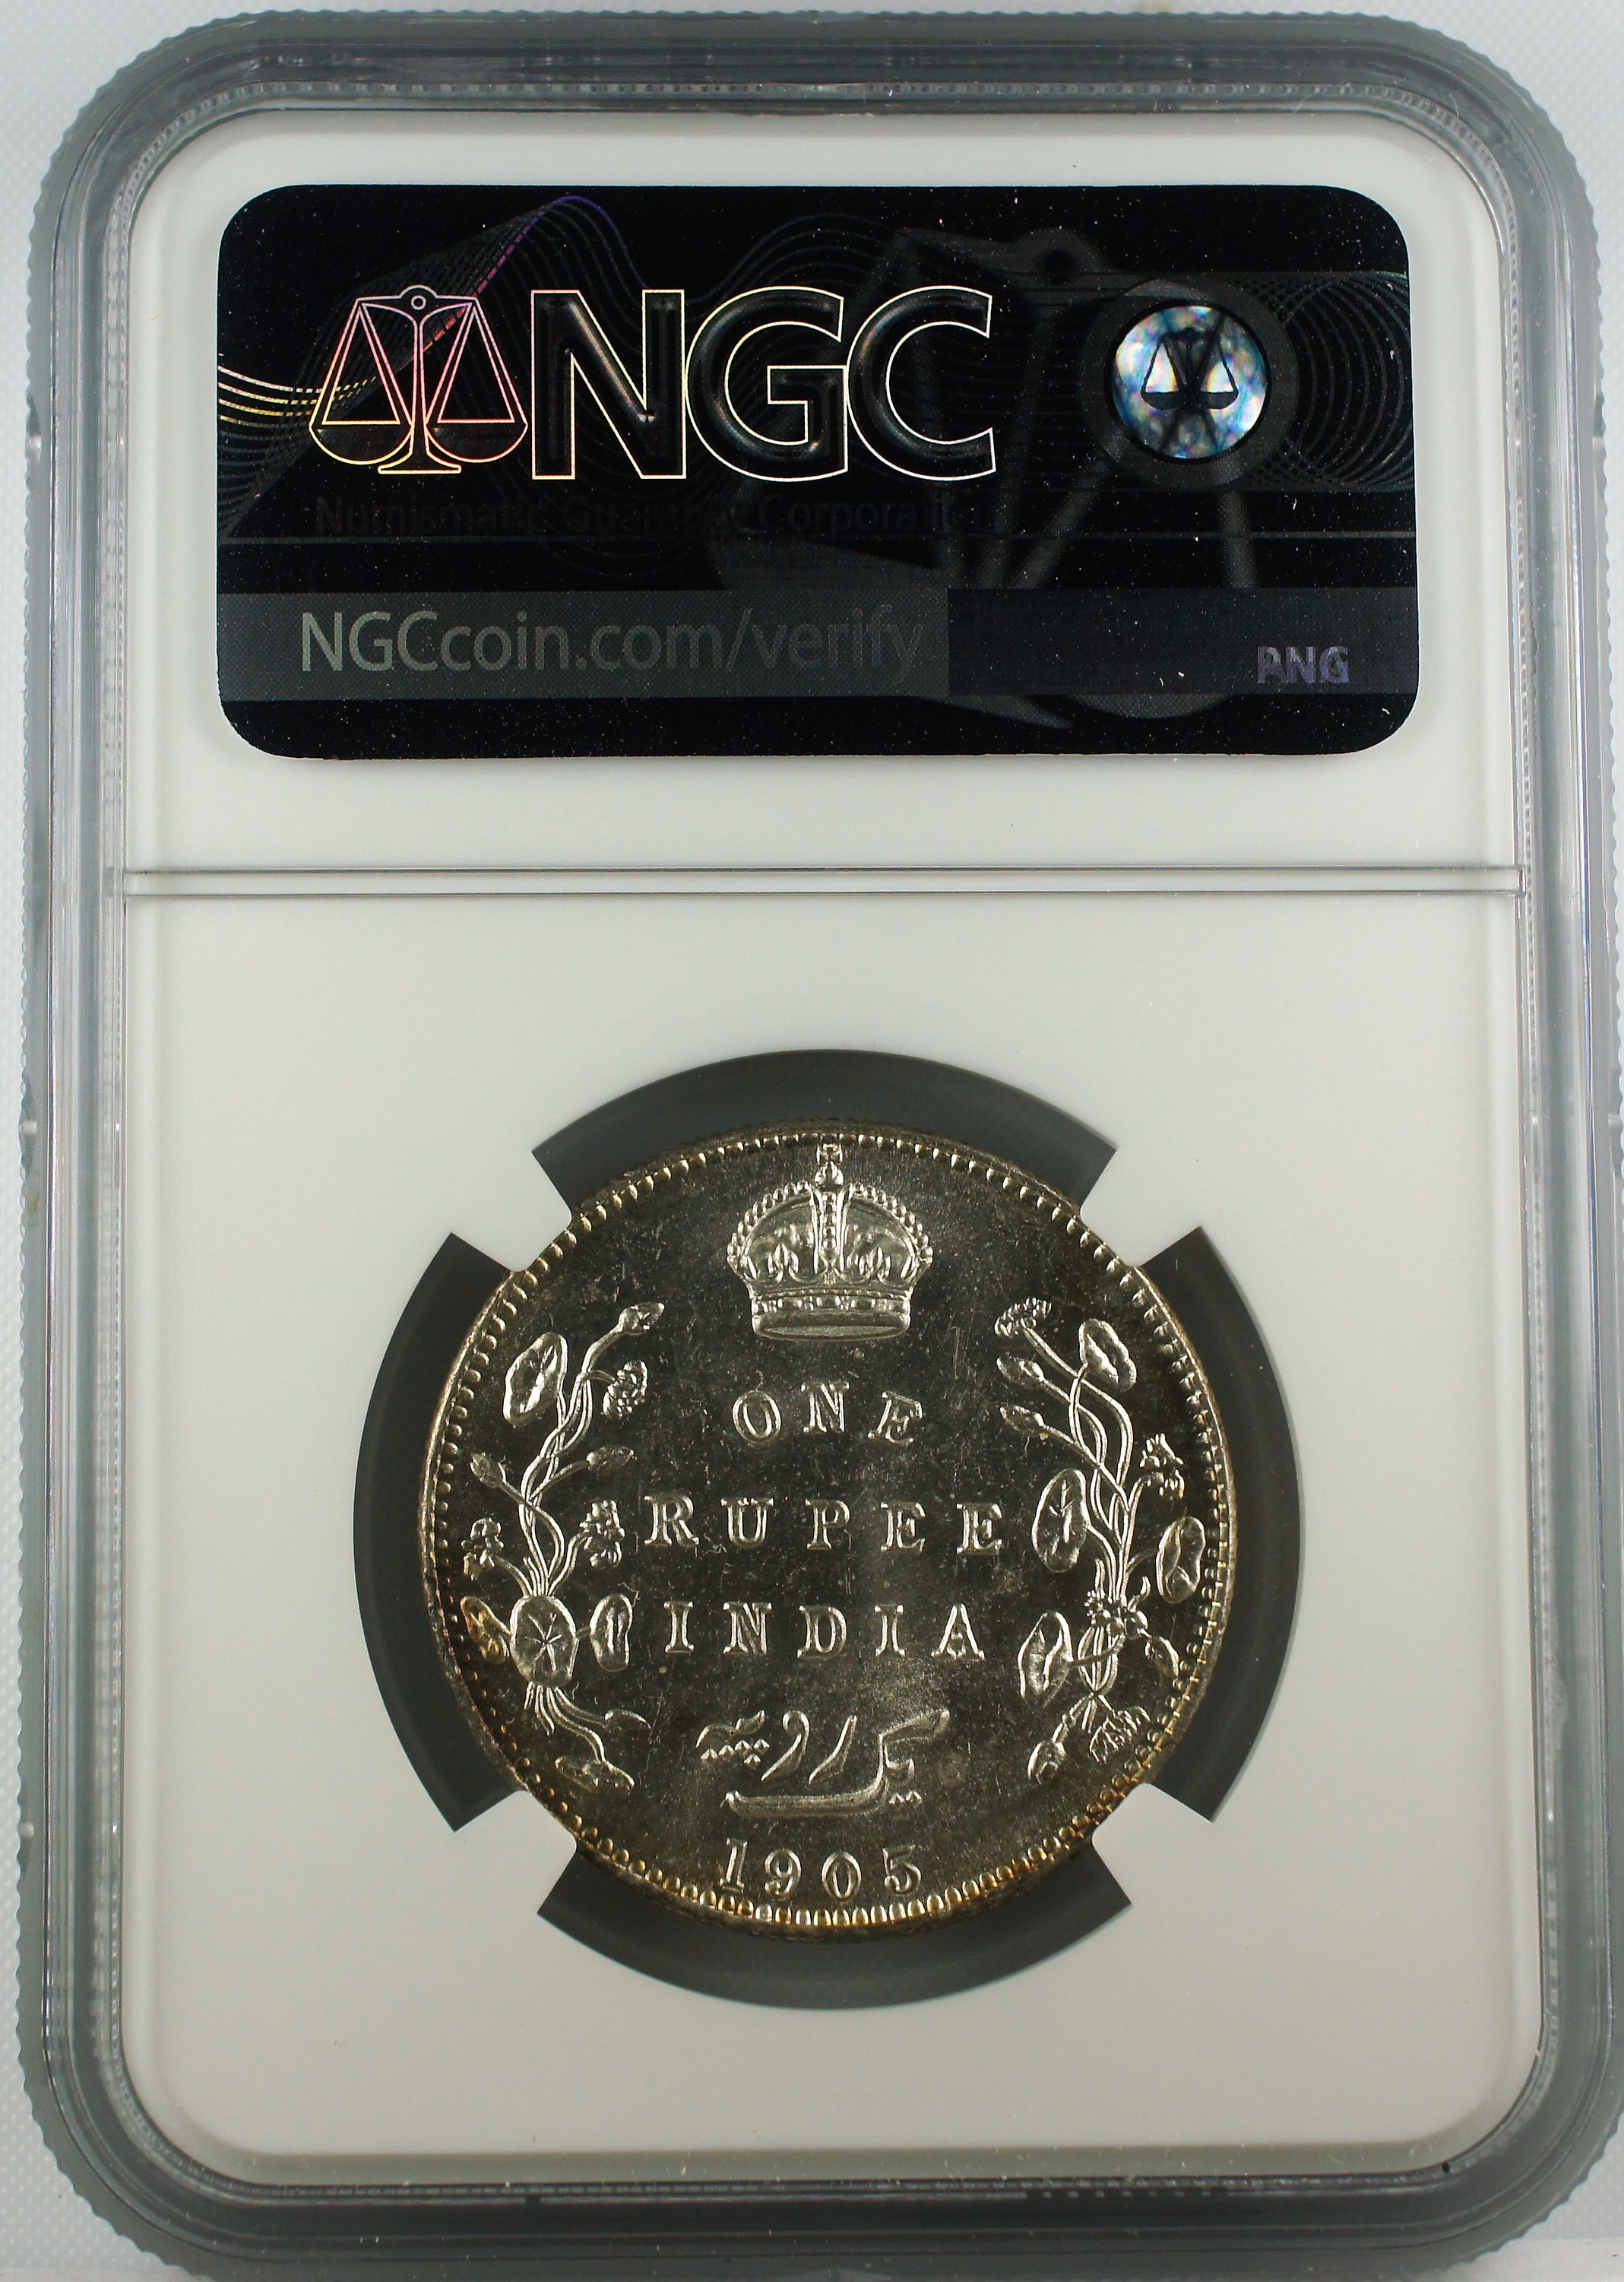 NGC
Numismatic Guaranty Corporation
NGCcoin.com/verify
PNG
ONE
RUPEE
INDIA
یک روپیہ
1905